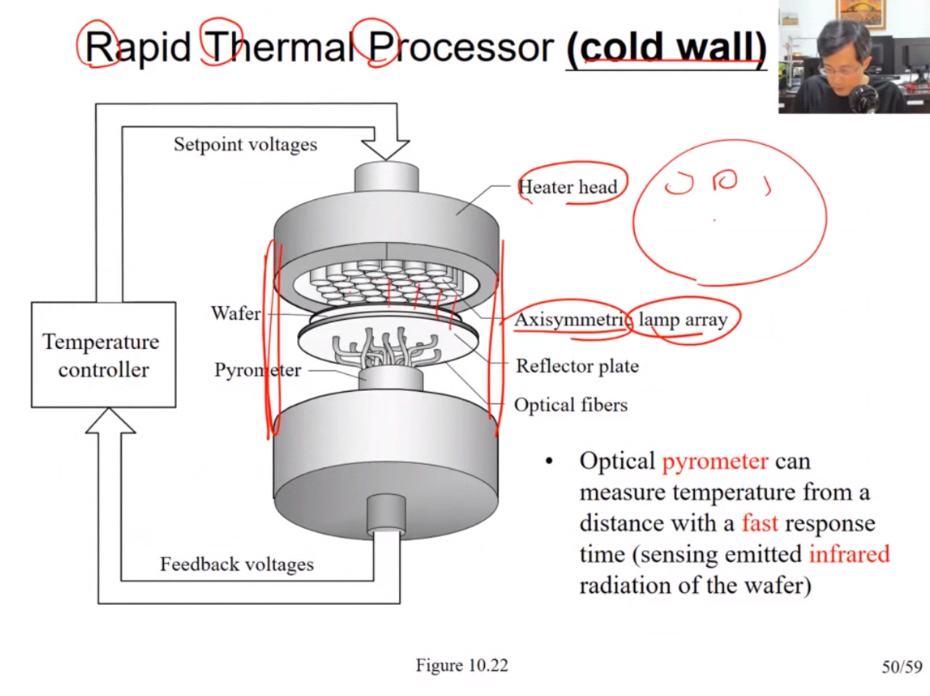 Rapid Thermal Processor (cold wall)
Setpoint voltages
Heater head
Wafer
Axisymmetric lamp array
Temperature
controller
Pyrometer
Reflector plate
Optical fibers
• Optical pyrometer can
measure temperature from a
distance with a fast response
time (sensing emitted infrared
radiation of the wafer)
Feedback voltages
Figure 10.22
50/59